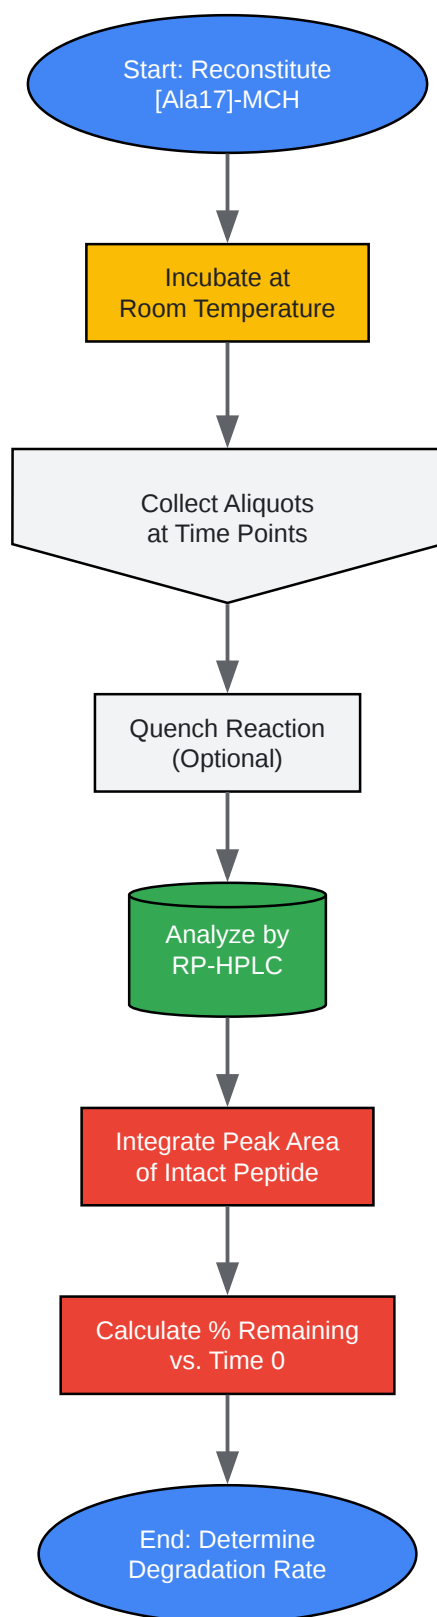 Start: Reconstitute
[Ala17]-MCH
Incubate at
Room Temperature
Collect Aliquots
at Time Points
Quench Reaction
(Optional)
Analyze by
RP-HPLC
Integrate Peak Area
of Intact Peptide
Calculate % Remaining
vs. Time 0
End: Determine
Degradation Rate